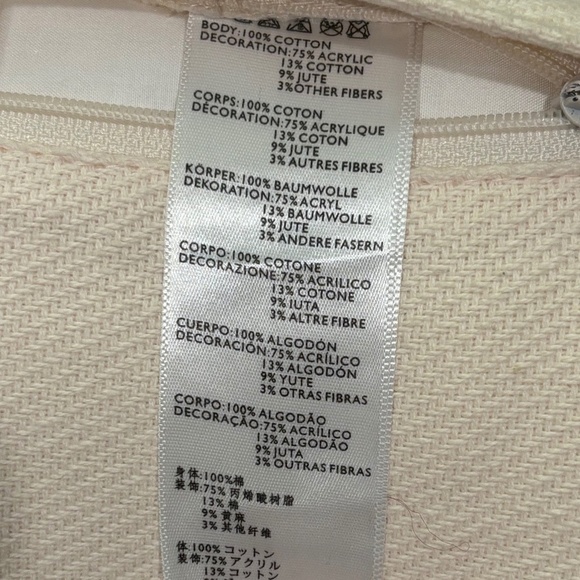 BODY:100% COTTON
DECORATION:75% ACRYLIC
13% COTTON
9% JUTE
3%OTHER FIBERS
CORPS:100% COTON
DÉCORATION:75% ACRYLIQUE
13% COTON
9% JUTE
3% AUTRES FIBRES
KÖRPER:100% BAUMWOLLE
DEKORATION:75% ACRYL
13% BAUMWOLLE
9% JUTE
3% ANDERE FASERN
CORPO:100% COTONE
DECORAZIONE:75% ACRILICO
13% COTONE
9% IUTA
3% ALTRE FIBRE
CUERPO:100% ALGODÓN
DECORACIÓN:75% ACRÍLICO
13% ALGODÓN
9% YUTE
3% OTRAS FIBRAS
CORPO:100% ALGODÃO
DECORAÇÃO:75% ACRÍLICO
13% ALGODÃO
9% JUTA
3% OUTRAS FIBRAS
身体:100%棉
装饰:75% 丙烯酸树脂
13% 棉
9% 黄麻
3% 其他纤维
体:100% コットン
装飾:75% アクリル
13% コットン